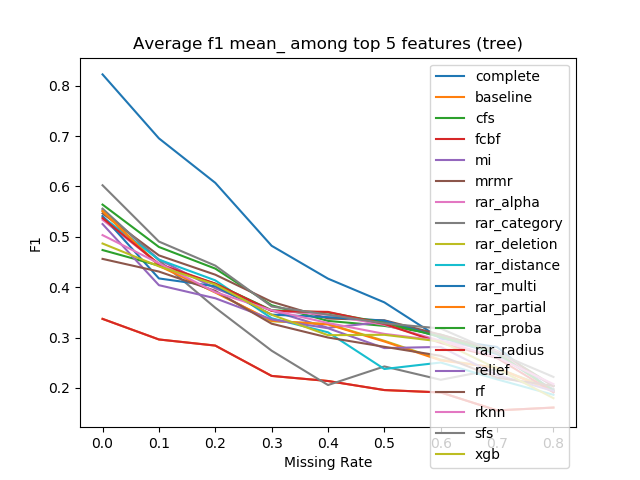 Average f1 mean_ among top 5 features (tree)
F1
0.8
0.7
0.6
0.5
0.4
0.3
0.2
complete
baseline
cfs
fcbf
mi
mrmr
rar_alpha
rar_category
rar_deletion
rar_distance
rar_multi
rar_partial
rar_proba
rar_radius
relief
rf
rknn
sfs
xgb
0.0 0.1 0.2 0.3 0.4 0.5 0.6 0.7 0.8
Missing Rate